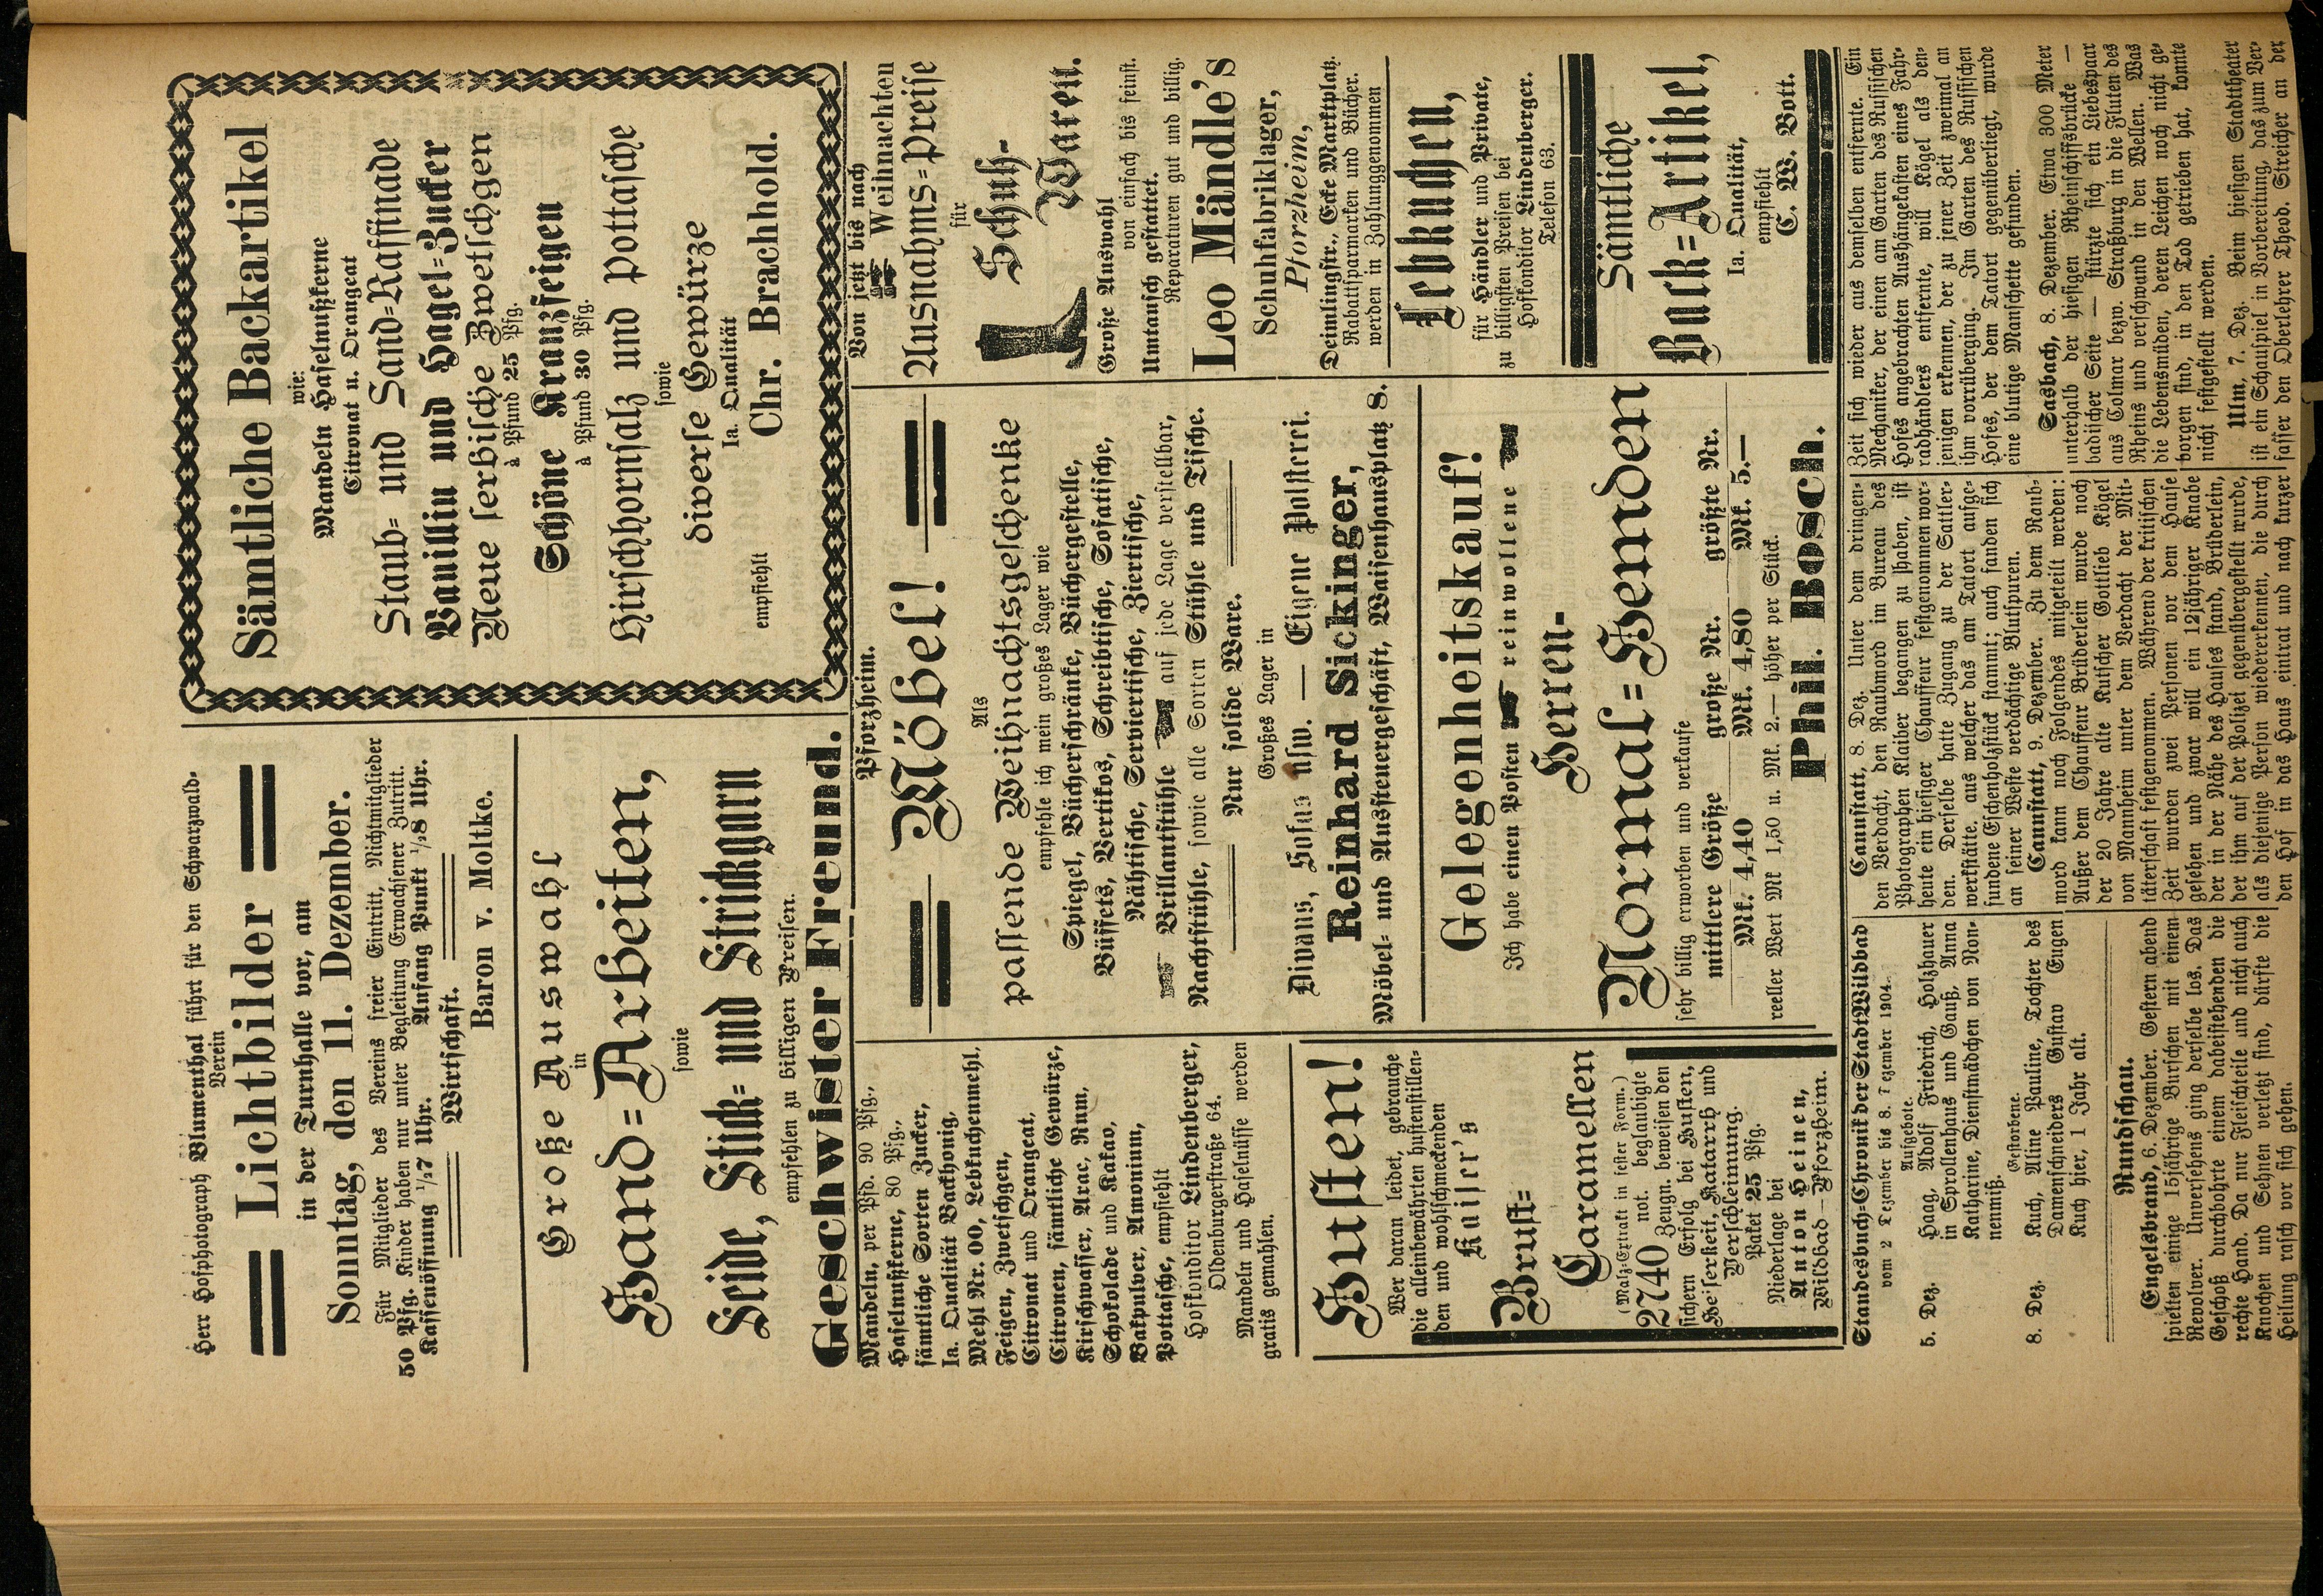 Herr Hofphotograph Blumenthal führt für den Schwarzwald-
Verein
Lichtbilder
in der Turnhalle vor, am
Sonntag, den 11. Dezember.
Für Mitglieder des Vereins freier Eintritt, Nichtmitglieder
50 Pfg. Kinder haben nur unter Begleitung Erwachsener Zutritt.
Kassenöffnung 1/27 Uhr. Anfang Punkt 1/28 Uhr.
Wirtschaft.
Baron v. Moltke.
Große Auswahl
in
Hand=Arbeiten,
sowie
Seide, Stick= und Strickgarn
empfehlen zu billigen Preisen.
Geschwister Freund.
Sämtliche Backartikel
wie:
Mandeln Haselnußkerne
Citronat u. Orangeat
Staub= und Sand=Raffinade
Vanillin und Hagel=Zucker
Neue serbische Zwetschgen
à Pfund 25 Pfg.
Schöne Kranzfeigen
à Pfund 30 Pfg.
Hirschhornsalz und Pottasche
sowie
diverse Gewürze
Ia. Qualität
empfiehlt Chr. Brachhold.
Mandeln, per Pfd. 90 Pfg.,
Haselnußkerne, 80 Pfg.,
sämtliche Sorten Zucker,
Ia. Qualität Backhonig,
Mehl Nr. 00, Lebkuchenmehl,
Feigen, Zwetschgen,
Citronat und Orangeat,
Citronen, sämtliche Gewürze,
Kirschwasser, Arac, Rum,
Schokolade und Kakao,
Bakpulver, Amonium,
Pottasche, empfiehlt
Hofkonditor Lindenberger,
Oldenburgerstraße 64.
Mandeln und Haselnüsse werden
gratis gemahlen.
Husten!
Wer daran leidet, gebrauche
die alleinbewährten hustenstillen-
den und wohlschmeckenden
Kaiser's
Brust=
Caramellen
(Malz-Extrakt in fester Form.)
2740 not. beglaubigte
Zeugn. beweisen den
sichern Erfolg bei Husten,
Heiserkeit, Katarrh und
Verschleimung.
Paket 25 Pfg.
Niederlage bei
Anton Heinen,
Wildbad—Pforzheim.
Pforzheim.
Möbel!
Als
passende Weihnachtsgeschenke
empfehle ich mein großes Lager wie
Spiegel, Bücherschränke, Büchergestelle,
Büffets, Vertikos, Schreibtische, Sofatische,
Nähtische, Serviertische, Ziertische,
Brillantstühle auf jede Lage verstellbar,
Nachtstühle, sowie alle Sorten Stühle und Tische.
Nur solide Ware.
Großes Lager in
Divans, Sofas usw. — Eigene Polsterei.
Reinhard Sickinger,
Möbel= und Ausstenergeschäft, Waisenhausplatz 8.
Gelegenheitskauf!
Ich habe einen Posten reinwollene
Herren-
Normal=Hemden
sehr billig erworben und verkaufe
mittlere Größe große Nr. größte Nr.
Mk. 4,40 Mk. 4,80 Mk. 5.—
reeller Wert Mk 1,50 u. Mk. 2.— höher per Stück.
Phil. Bosch.
Von jetzt bis nach
Weihnachten
Ausnahms=Preise
für
Schuh-
Waren.
Große Auswahl
von einfach bis feinst.
Umtausch gestattet.
Reparaturen gut und billig.
Leo Mändle's
Schuhfabriklager,
Pforzheim,
Deimlingstr., Ecke Marktplatz.
Rabattsparmarken und Bücher.
werden in Zahlunggenommen
Lebkuchen,
für Händler und Private,
zu billigsten Preisen bei
Hofkonditor Lindenberger.
Telefon 63.
Sämtliche
Back=Artikel,
Ia. Qualität,
empfiehlt
C. W. Bott.
Standesbuch=Chronik der Stadt Wildbad
vom 2 Dezember bis 8. Dezember 1904.
Aufgebote.
5. Dez. Haag, Adolf Friedrich, Holzhauer
in Sprollenhaus und Gauß, Anna
Katharine, Dienstmädchen von Non-
nenmiß.
Gestorbene.
8. Dez. Kuch, Aline Pauline, Tochter des
Damenschneiders Gustav Eugen
Kuch hier, 1 Jahr alt.
Rundschau.
Engelsbrand, 6. Dezember. Gestern abend
spielten einige 15jährige Burschen mit einem
Revolver. Unversehens ging derselbe los. Das
Geschoß durchbohrte einem dabeistehenden die
rechte Hand. Da nur Fleischteile und nicht auch
Knochen und Sehnen verletzt sind, dürfte die
Heilung rasch vor sich gehen.
Cannstatt, 8. Dez. Unter dem dringen-
den Verdacht, den Raubmord im Bureau des
Photographen Klaiber begangen zu haben, ist
heute ein hiesiger Chauffeur festgenommen wor-
den. Derselbe hatte Zugang zu der Sattler-
werkstätte, aus welcher das am Tatort aufge-
fundene Eschenholzstück stammt; auch fanden sich
an seiner Weste verdächtige Blutspuren.
Cannstatt, 9. Dezember. Zu dem Raub-
mord kann noch Folgendes mitgeteilt werden:
Außer dem Chauffeur Brüderlein wurde noch
der 20 Jahre alte Kutscher Gottlieb Kögel
von Mannheim unter dem Verdacht der Mit-
täterschaft festgenommen. Während der kritischen
Zeit wurden zwei Personen vor dem Hause
gesehen und zwar will ein 12jähriger Knabe
der in der Nähe des Hauses stand, Brüderlein,
der ihm auf der Polizei gegenübergestellt wurde,
als diejenige Person wiedererkennen, die durch
den Hof in das Haus eintrat und nach kurzer
Zeit sich wieder aus demselben entfernte. Ein
Mechaniker, der einen am Garten des Russischen
Hofes angebrachten Aushängekasten eines Fahr-
radhändlers entfernte, will Kögel als den-
jenigen erkennen, der zu jener Zeit zweimal an
ihm vorrüberging. Im Garten des Russischen
Hofes, der dem Tatort gegenüberliegt, wurde
eine blutige Manschette gefunden.
Sasbach, 8. Dezember. Etwa 300 Meter
unterhalb der hiesigen Rheinschiffsbrücke —
badischer Seite — stürzte sich ein Liebespaar
aus Colmar bezw. Straßburg in die Fluten des
Rheins und verschwand in den Wellen. Was
die Lebensmüden, deren Leichen noch nicht ge-
borgen sind, in den Tod getrieben hat, konnte
nicht festgestellt werden.
Ulm, 7. Dez. Beim hiesigen Stadttheater
ist ein Schauspiel in Vorbereitung, das zum Ver-
fasser den Oberlehrer Theod. Streicher an der